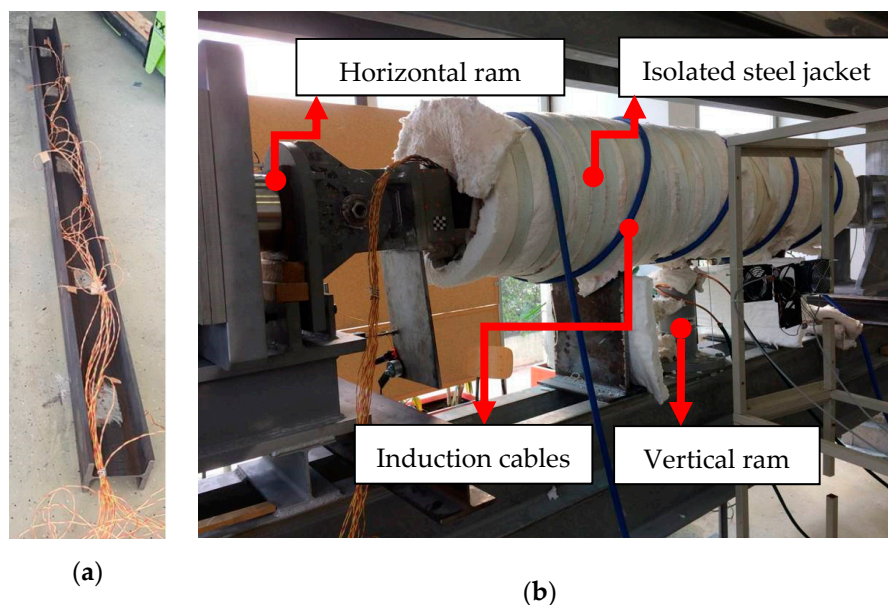 Horizontal ram
Isolated steel jacket
Induction cables
Vertical ram
(a)
(b)